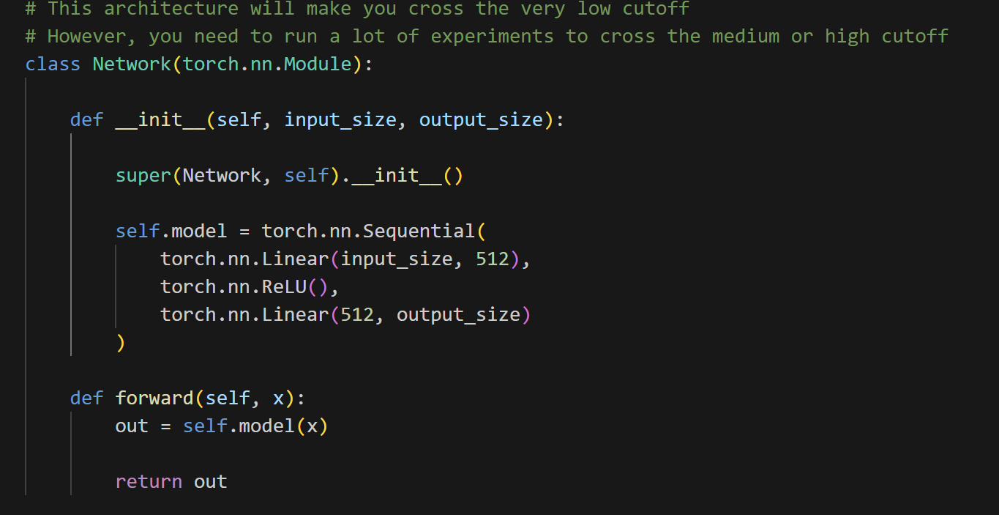 # This architecture will make you cross the very low cutoff
# However, you need to run a lot of experiments to cross the medium or high cutoff
class Network(torch.nn.Module):
def __init__(self, input_size, output_size):
super(Network, self).__init__()
self.model = torch.nn.Sequential(
torch.nn.Linear(input_size, 512),
torch.nn.ReLU(),
torch.nn.Linear(512, output_size)
)
def forward(self, x):
out = self.model(x)
return out